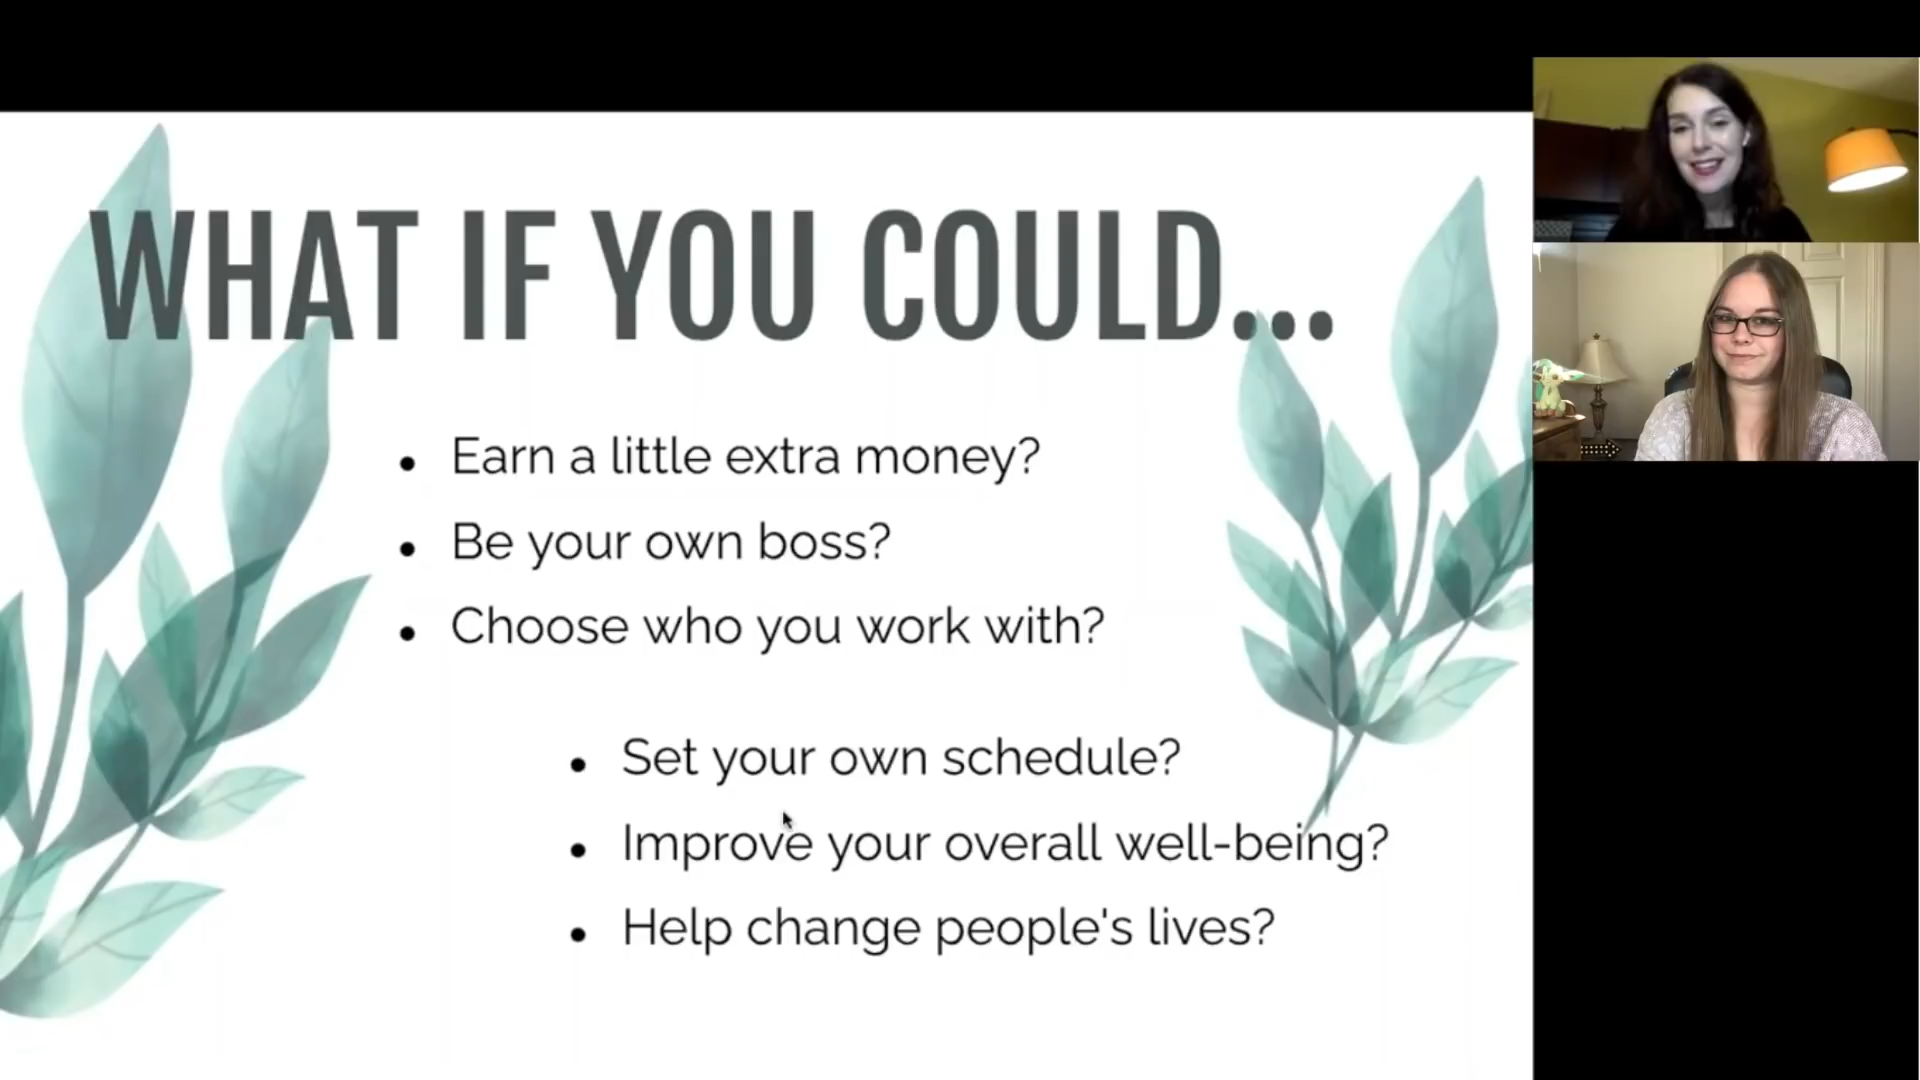 WHAT IF YOU COULD...
• Earn a little extra money?
• Be your own boss?
• Choose who you work with?
• Set your own schedule?
• Improve your overall well-being?
• Help change people's lives?